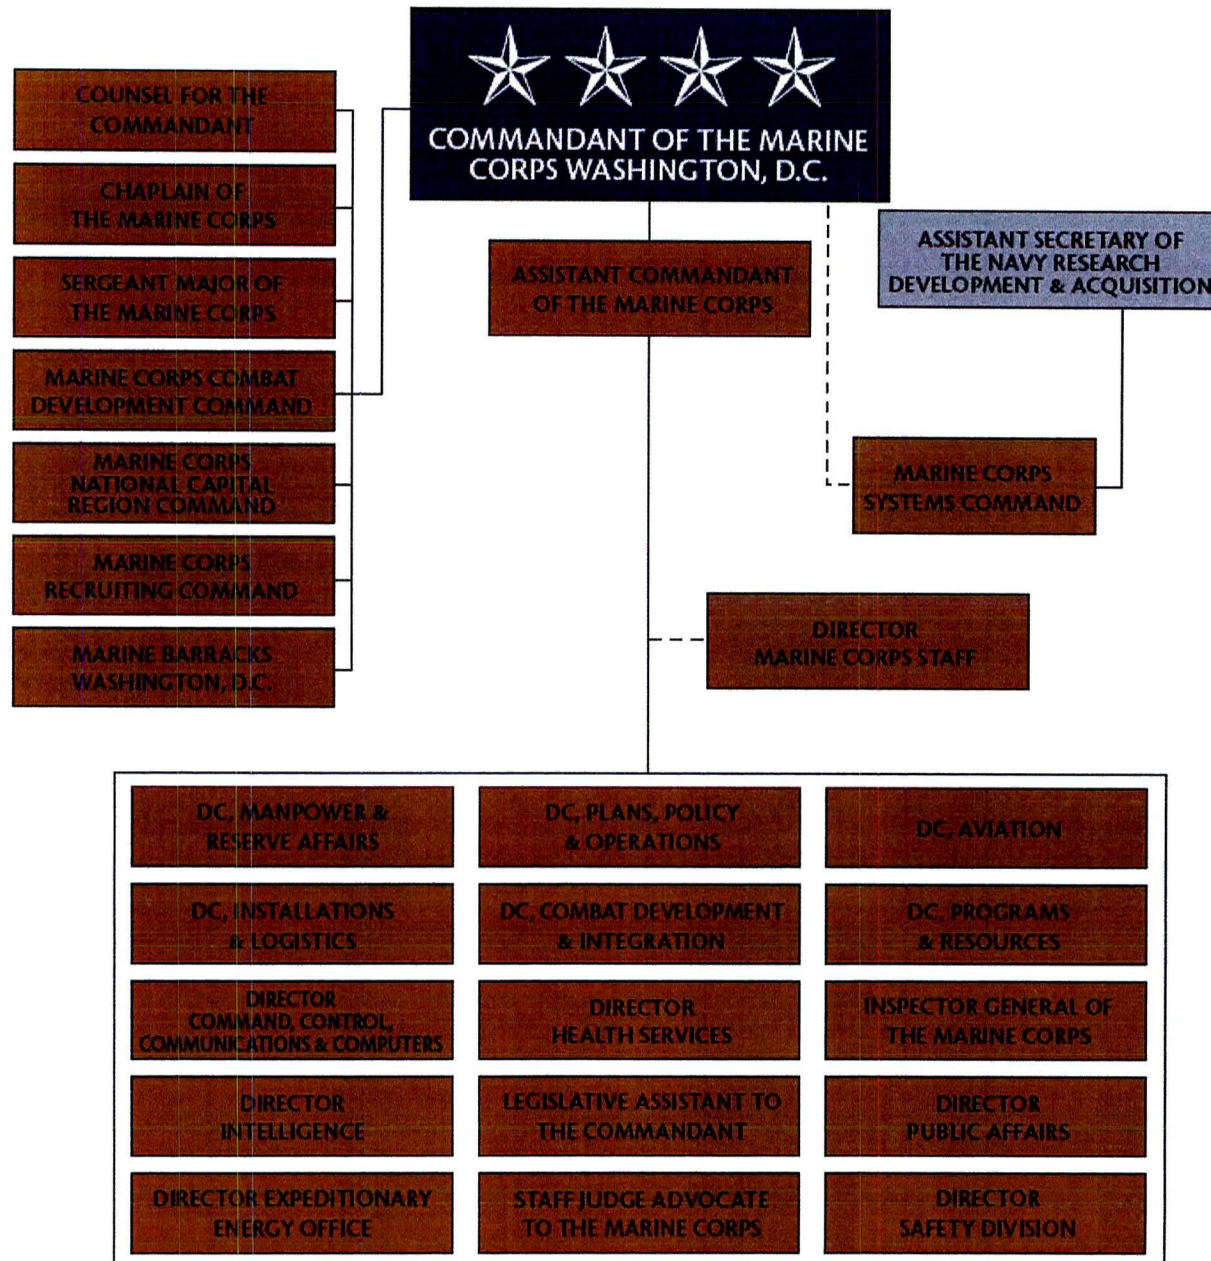 COMMANDANT OF THE MARINE
CORPS WASHINGTON, D.C.
COUNSEL FOR THE
COMMANDANT
CHAPLAIN OF
THE MARINE CORPS
SERGEANT MAJOR OF
THE MARINE CORPS
MARINE CORPS COMBAT
DEVELOPMENT COMMAND
MARINE CORPS
NATIONAL CAPITAL
REGION COMMAND
MARINE CORPS
RECRUITING COMMAND
MARINE BARRACKS
WASHINGTON, D.C.
ASSISTANT COMMANDANT
OF THE MARINE CORPS
ASSISTANT SECRETARY OF
THE NAVY RESEARCH
DEVELOPMENT & ACQUISITION
MARINE CORPS
SYSTEMS COMMAND
DIRECTOR
MARINE CORPS STAFF
DC, MANPOWER &
RESERVE AFFAIRS
DC, PLANS, POLICY
& OPERATIONS
DC, AVIATION
DC, INSTALLATIONS
& LOGISTICS
DC, COMBAT DEVELOPMENT
& INTEGRATION
DC, PROGRAMS
& RESOURCES
DIRECTOR
COMMAND, CONTROL,
COMMUNICATIONS & COMPUTERS
DIRECTOR
HEALTH SERVICES
INSPECTOR GENERAL OF
THE MARINE CORPS
DIRECTOR
INTELLIGENCE
LEGISLATIVE ASSISTANT TO
THE COMMANDANT
DIRECTOR
PUBLIC AFFAIRS
DIRECTOR EXPEDITIONARY
ENERGY OFFICE
STAFF JUDGE ADVOCATE
TO THE MARINE CORPS
DIRECTOR
SAFETY DIVISION